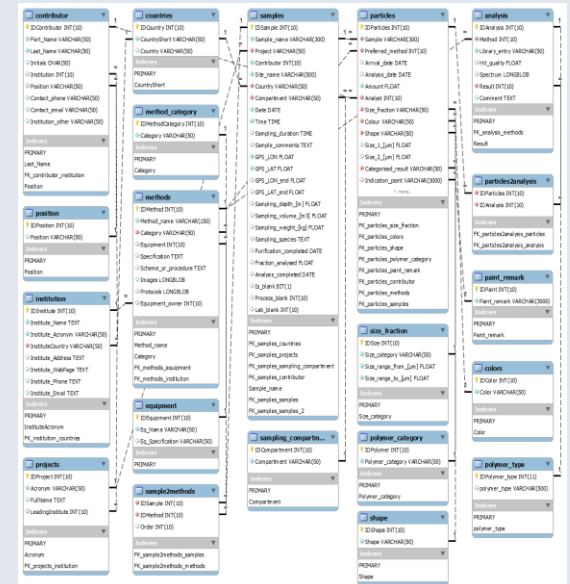 contributor
IDContributor INT(10)
First_Name VARCHAR(50)
Last_Name VARCHAR(50)
Initials CHAR(50)
Institution INT(10)
Position VARCHAR(50)
Contact_phone VARCHAR(50)
Contact_email VARCHAR(50)
Institution_other VARCHAR(50)
Indexes
PRIMARY
Last_Name
FK_contributor_institution
Position
position
IDPosition INT(10)
Position VARCHAR(50)
Indexes
PRIMARY
Position
institution
IDInstitute INT(10)
Institute_Name TEXT
Institute_Acronym VARCHAR(50)
InstituteCountry VARCHAR(50)
Institute_Address TEXT
Institute_WebPage TEXT
Institute_Phone TEXT
Institute_Email TEXT
Indexes
PRIMARY
InstituteAcronym
FK_institution_countries
projects
IDProject INT(10)
Acronym VARCHAR(50)
FullName TEXT
LeadingInstitute INT(10)
Indexes
PRIMARY
Acronym
FK_projects_institution
countries
IDCountry INT(10)
CountryShort VARCHAR(50)
Country VARCHAR(50)
Indexes
PRIMARY
CountryShort
method_category
IDMethodCategory INT(10)
Category VARCHAR(50)
Indexes
PRIMARY
Category
methods
IDMethod INT(10)
Method_name VARCHAR(100)
Category VARCHAR(50)
Equipment INT(10)
Specification TEXT
Scheme_or_procedure TEXT
Images LONGBLOB
Protocols LONGBLOB
Equipment_owner INT(10)
Indexes
PRIMARY
Method_name
Category
FK_methods_equipment
FK_methods_institution
equipment
IDEquipment INT(10)
Eq_Name VARCHAR(50)
Eq_Specification VARCHAR(50)
Indexes
PRIMARY
sample2methods
IDSample INT(10)
IDMethod INT(10)
Order INT(10)
Indexes
FK_sample2methods_samples
FK_sample2methods_methods
samples
IDSample INT(10)
Sample_name VARCHAR(300)
Project VARCHAR(50)
Contributor INT(10)
Site_name VARCHAR(500)
Country VARCHAR(50)
Compartment VARCHAR(50)
Date DATE
Time TIME
Sampling_duration TIME
Sample_comments TEXT
GPS_LON FLOAT
GPS_LAT FLOAT
GPS_LON_end FLOAT
GPS_LAT_end FLOAT
Sampling_depth_[m] FLOAT
Sampling_volume_[m3] FLOAT
Sampling_weight_[kg] FLOAT
Sampling_species TEXT
Purification_completed DATE
Fraction_analysed FLOAT
Analysis_completed DATE
Is_blank BIT(1)
Process_blank INT(10)
Lab_blank INT(10)
Indexes
PRIMARY
FK_samples_countries
FK_samples_projects
FK_samples_sampling_compartment
FK_samples_contributor
Sample_name
FK_samples_samples
FK_samples_samples_2
sampling_compartm...
IDCompartment INT(10)
Compartment VARCHAR(50)
Indexes
PRIMARY
Compartment
particles
IDParticles INT(10)
Sample VARCHAR(300)
Preferred_method INT(10)
Arrival_date DATE
Analysis_date DATE
Amount FLOAT
Analyst INT(10)
Size_fraction VARCHAR(50)
Colour VARCHAR(50)
Shape VARCHAR(50)
Size_1_[µm] FLOAT
Size_2_[µm] FLOAT
Categorised_result VARCHAR(50)
Indication_paint VARCHAR(3000)
Indexes
PRIMARY
FK_particles_size_fraction
FK_particles_colors
FK_particles_shape
FK_particles_polymer_category
FK_particles_paint_remark
FK_particles_contributor
FK_particles_methods
FK_particles_samples
size_fraction
IDSize INT(10)
Size_category VARCHAR(50)
Size_range_from_[µm] FLOAT
Size_range_to_[µm] FLOAT
Indexes
PRIMARY
Size_category
polymer_category
IDPolymer INT(10)
Polymer_category VARCHAR(50)
Indexes
PRIMARY
Polymer_category
shape
IDShape INT(10)
Shape VARCHAR(50)
Indexes
PRIMARY
Shape
analysis
IDAnalysis INT(10)
Method INT(10)
Library_entry VARCHAR(50)
Hit_quality FLOAT
Spectrum LONGBLOB
Result INT(10)
Comment TEXT
Indexes
PRIMARY
FK_analysis_methods
Result
particles2analysis
IDParticles INT(10)
IDAnalysis INT(10)
Indexes
FK_particles2analysis_particles
FK_particles2analysis_analysis
paint_remark
IDPaint INT(10)
Paint_remark VARCHAR(3000)
Indexes
PRIMARY
Paint_remark
colors
IDColor INT(10)
Color VARCHAR(50)
Indexes
PRIMARY
Color
polymer_type
IDPolymer_type INT(11)
polymer_type VARCHAR(500)
Indexes
PRIMARY
polymer_type